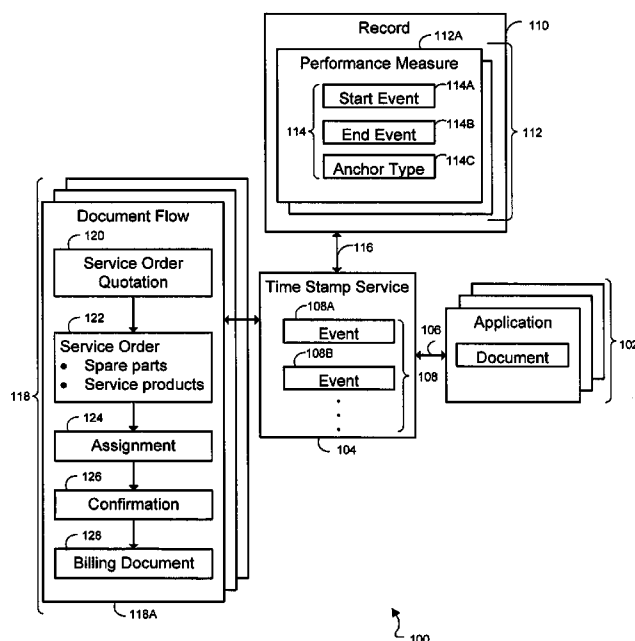 Record
110
112A
Performance Measure
114A
Start Event
114
114B
End Event
112
114C
Anchor Type
116
Document Flow
120
Service Order
Quotation
122
Service Order
• Spare parts
• Service products
118
124
Assignment
126
Confirmation
128
Billing Document
118A
Time Stamp Service
108A
Event
108B
Event
108
104
106
Application
Document
102
100